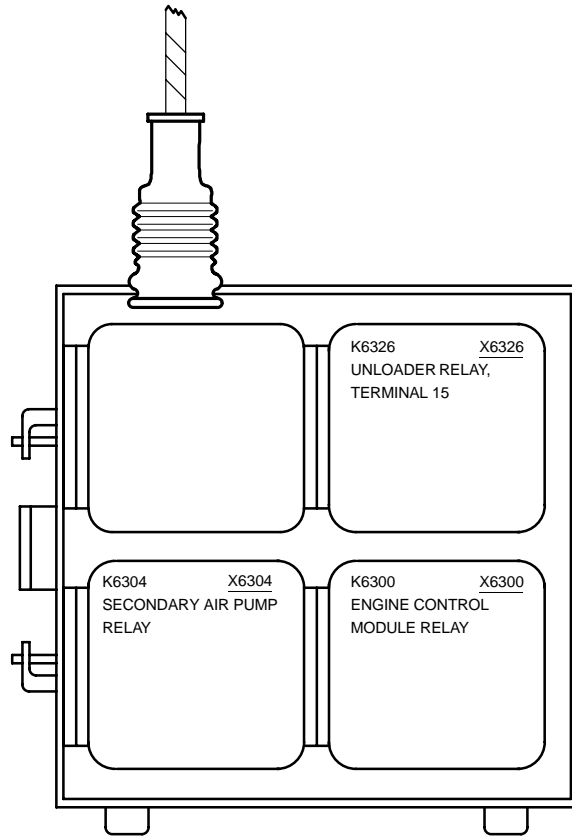 K6326 X6326
UNLOADER RELAY,
TERMINAL 15
K6304 X6304
SECONDARY AIR PUMP
RELAY
K6300 X6300
ENGINE CONTROL
MODULE RELAY